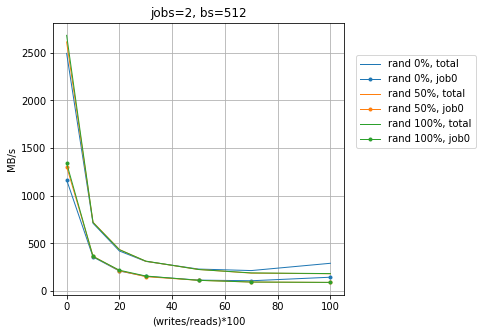 jobs=2, bs=512
MB/s
2500
2000
1500
1000
500
0
0 20 40 60 80 100
(writes/reads)*100
rand 0%, total
rand 0%, job0
rand 50%, total
rand 50%, job0
rand 100%, total
rand 100%, job0